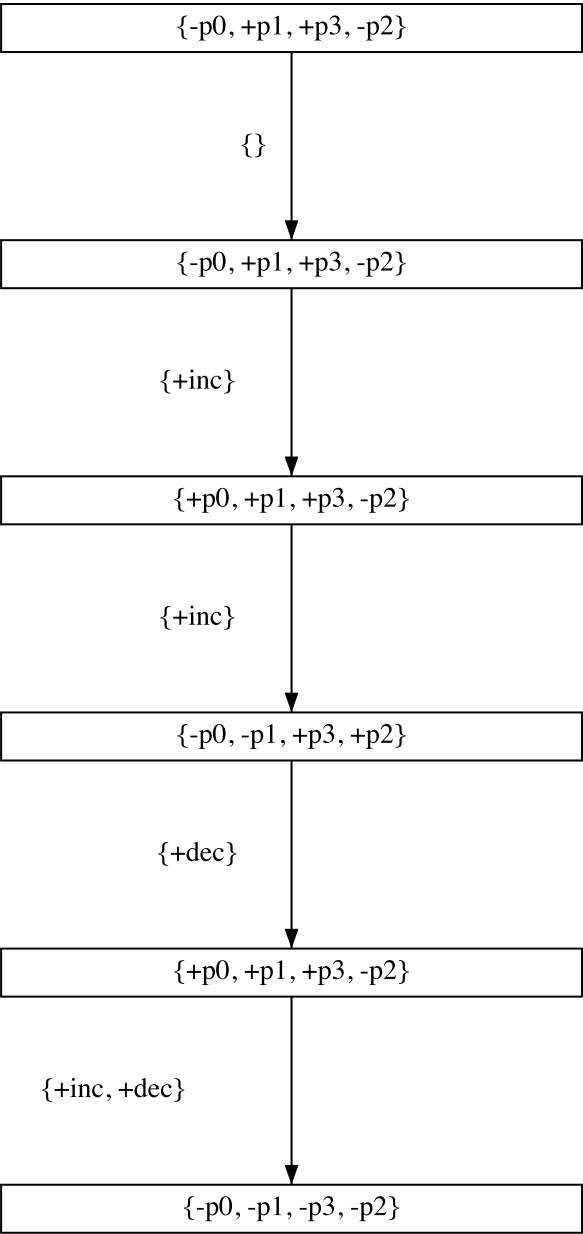 {-p0, +p1, +p3, -p2}
{}
{-p0, +p1, +p3, -p2}
{+inc}
{+p0, +p1, +p3, -p2}
{+inc}
{-p0, -p1, +p3, +p2}
{+dec}
{+p0, +p1, +p3, -p2}
{+inc, +dec}
{-p0, -p1, -p3, -p2}